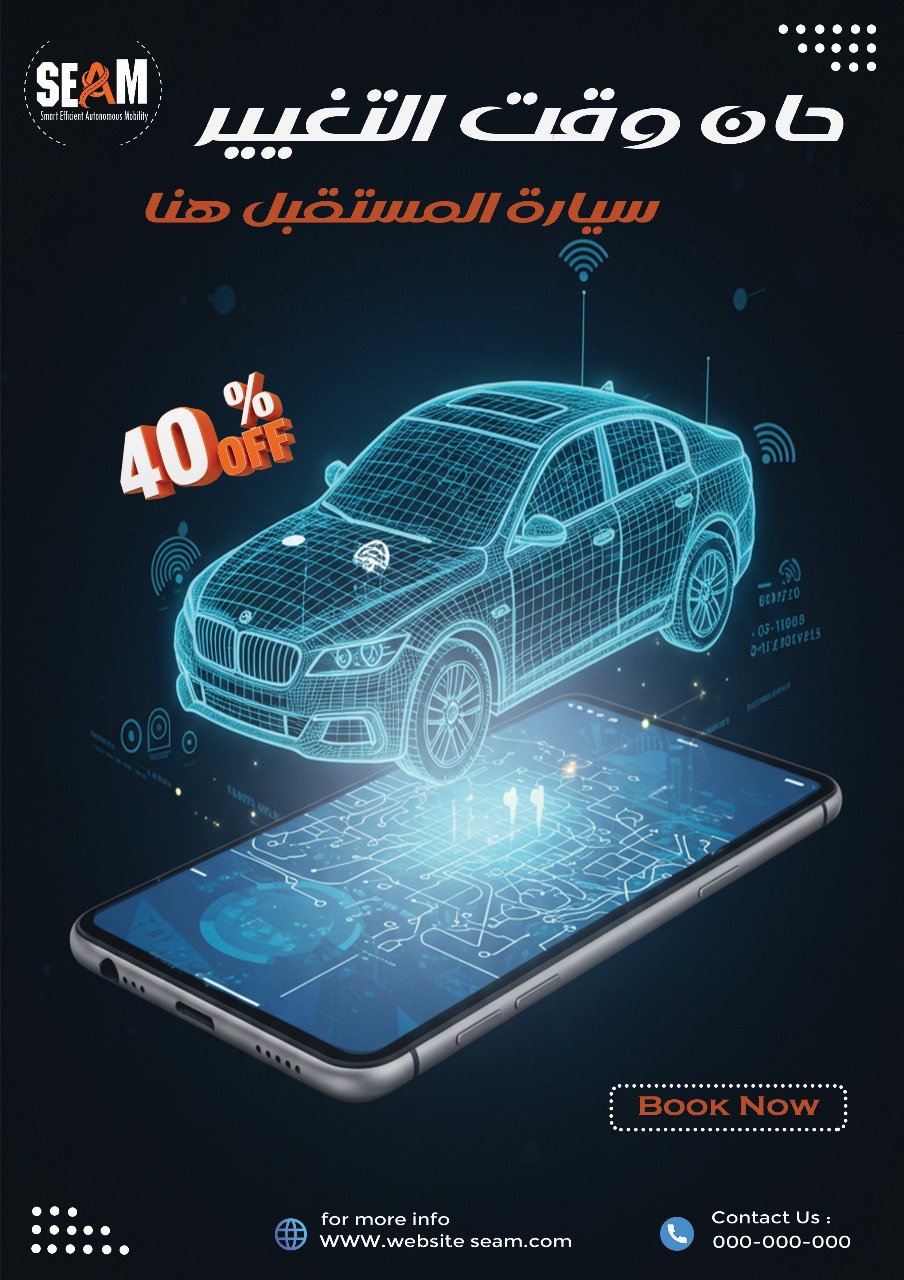 SEAM
Smart Efficient Autonomous Mobility
حان وقت التغيير
سيارة المستقبل هنا
40% OFF
Book Now
for more info
WWW.website seam.com
Contact Us :
000-000-000